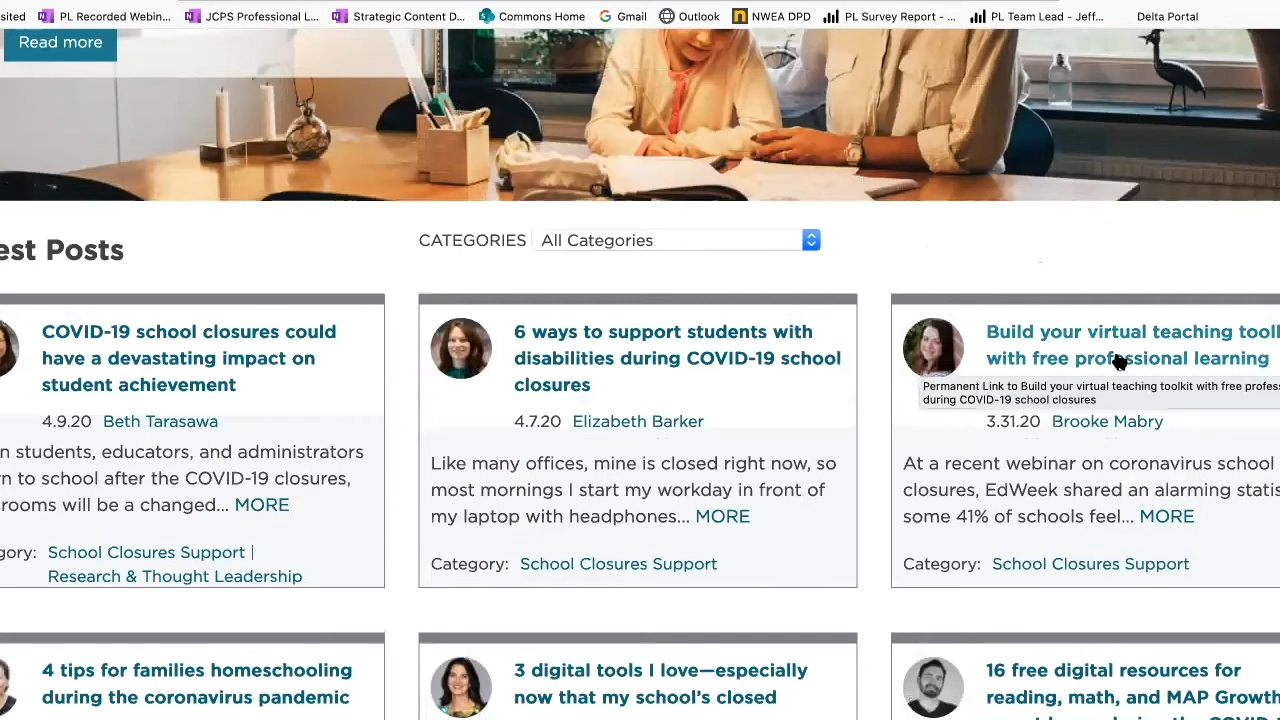 sited PL Recorded Webin... JCPS Professional L... Strategic Content D... Commons Home Gmail Outlook NWEA DPD PL Survey Report - ... PL Team Lead - Jeff... Delta Portal
Read more
est Posts
CATEGORIES All Categories
COVID-19 school closures could
have a devastating impact on
student achievement
4.9.20 Beth Tarasawa
n students, educators, and administrators
rn to school after the COVID-19 closures,
rooms will be a changed... MORE
gory: School Closures Support |
Research & Thought Leadership
6 ways to support students with
disabilities during COVID-19 school
closures
4.7.20 Elizabeth Barker
Like many offices, mine is closed right now, so
most mornings I start my workday in front of
my laptop with headphones... MORE
Category: School Closures Support
Build your virtual teaching tool
with free professional learning
Permanent Link to Build your virtual teaching toolkit with free profes
during COVID-19 school closures
3.31.20 Brooke Mabry
At a recent webinar on coronavirus school
closures, EdWeek shared an alarming statis
some 41% of schools feel... MORE
Category: School Closures Support
4 tips for families homeschooling
during the coronavirus pandemic
3 digital tools I love—especially
now that my school's closed
16 free digital resources for
reading, math, and MAP Growth